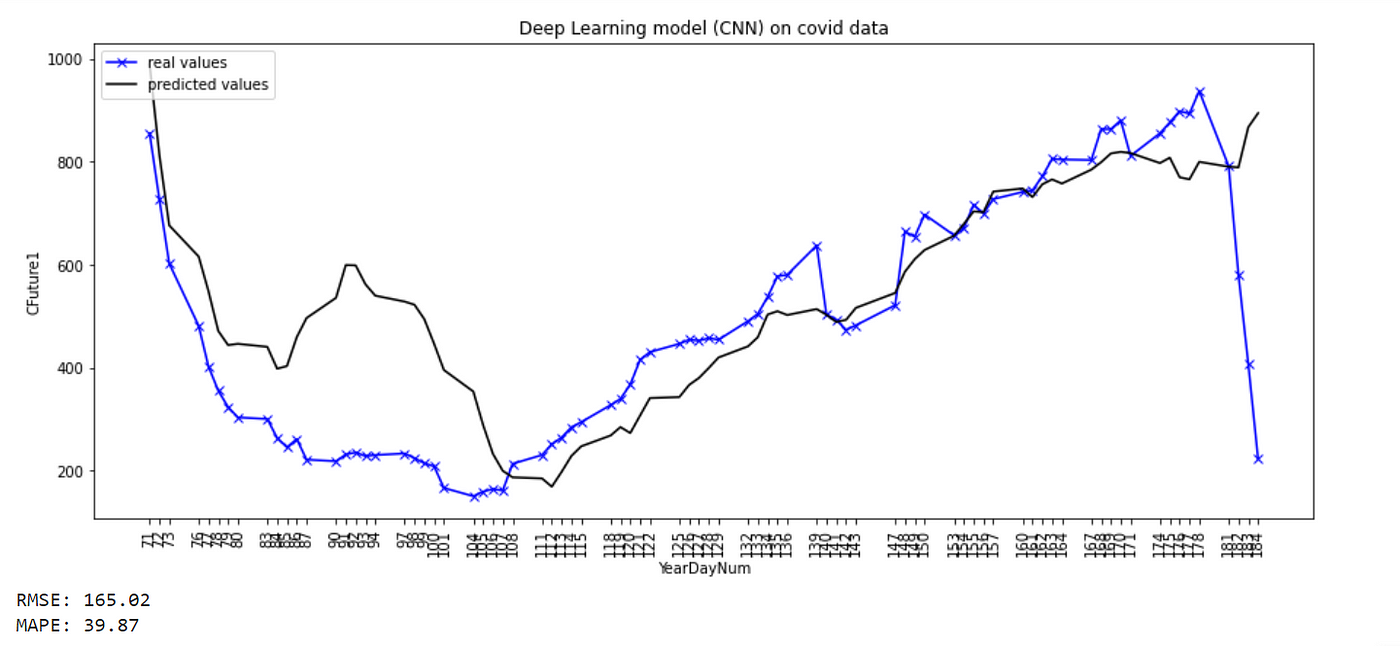 Deep Learning model (CNN) on covid data
real values
predicted values
1000
800
600
400
200
CFuture1
71 72 73 76 77 78 79 80 83 84 85 86 87 90 91 92 93 94 97 98 99 100 101 104 105 106 107 108 111 112 113 114 115 118 119 120 121 122 125 126 127 128 129 132 133 134 135 136 139 140 141 142 143 147 148 149 150 153 154 155 156 157 160 161 162 163 164 167 168 169 170 171 174 175 176 177 178 181 182 183 184
YearDayNum
RMSE: 165.02
MAPE: 39.87